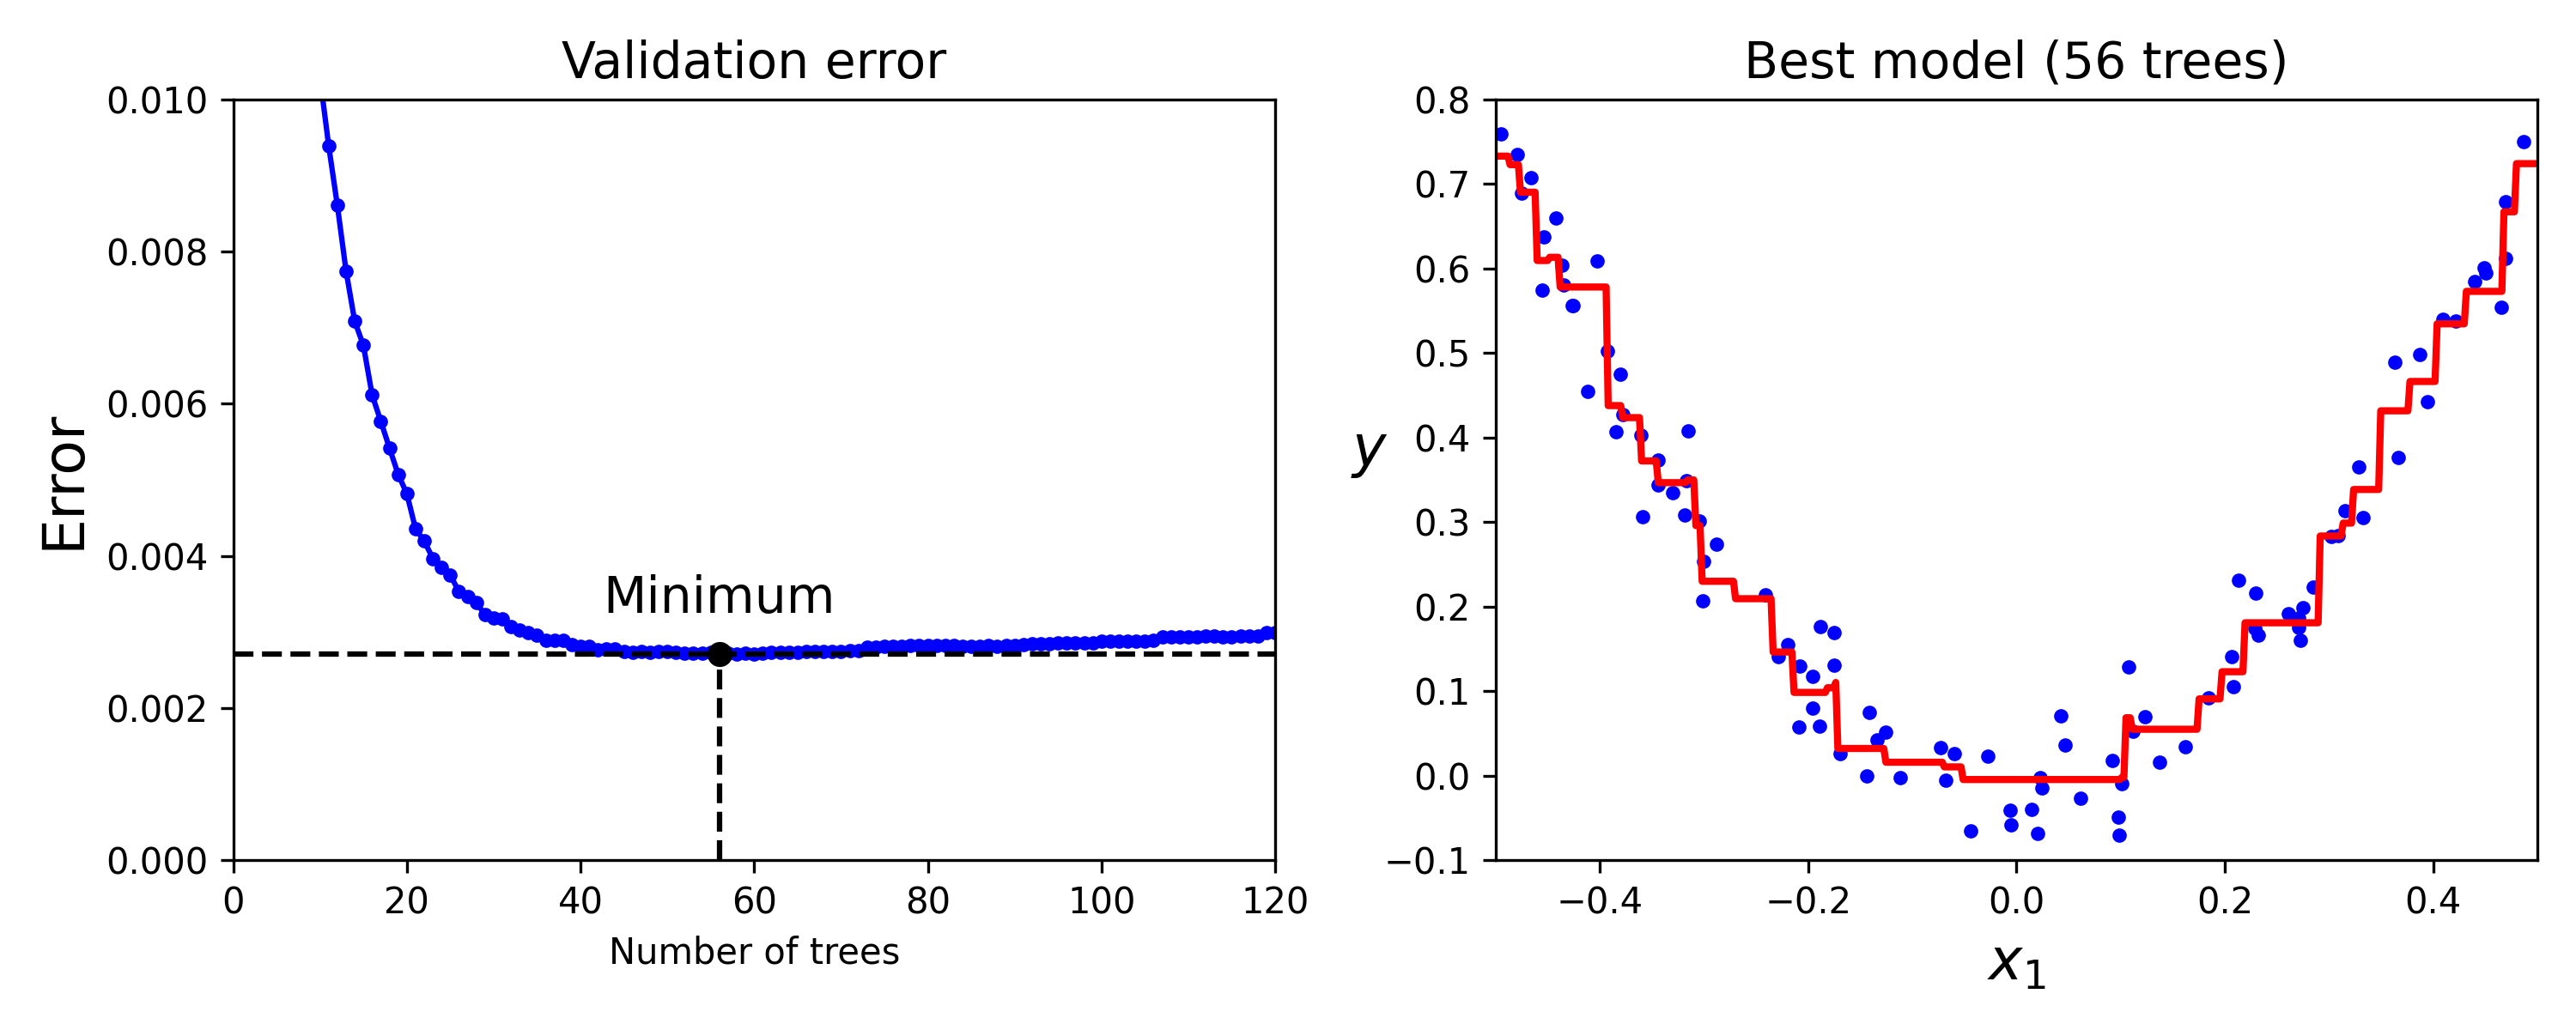 Validation error
0.010
0.008
0.006
0.004
0.002
0.000
Error
Minimum
0 20 40 60 80 100 120
Number of trees
Best model (56 trees)
0.8
0.7
0.6
0.5
0.4
0.3
0.2
0.1
0.0
−0.1
y
−0.4 −0.2 0.0 0.2 0.4
x₁